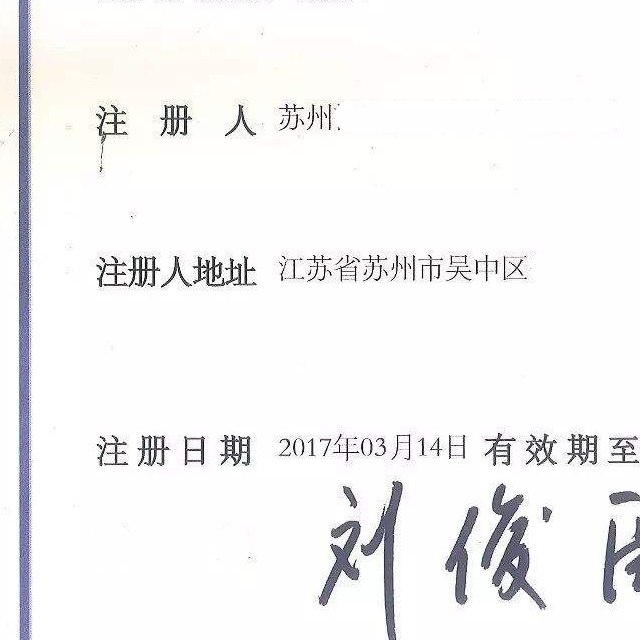 注 册 人 苏州
注册人地址 江苏省苏州市吴中区
注册日期 2017年03月14日 有效期至
刘俊